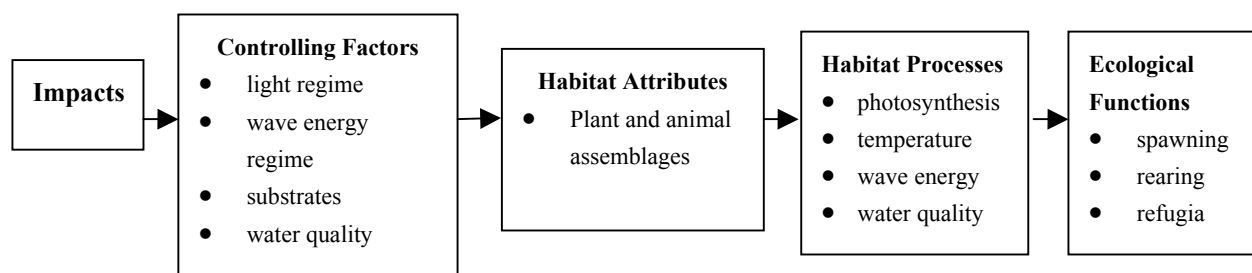 Impacts
Controlling Factors
● light regime
● wave energy
regime
● substrates
● water quality
Habitat Attributes
● Plant and animal
assemblages
Habitat Processes
● photosynthesis
● temperature
● wave energy
● water quality
Ecological
Functions
● spawning
● rearing
● refugia